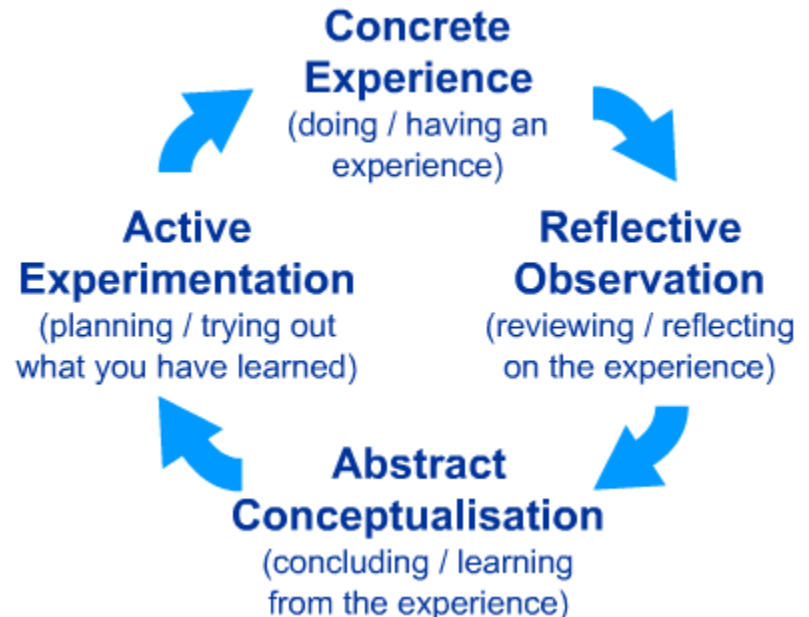 Concrete
Experience
(doing / having an
experience)
Active
Experimentation
(planning / trying out
what you have learned)
Reflective
Observation
(reviewing / reflecting
on the experience)
Abstract
Conceptualisation
(concluding / learning
from the experience)